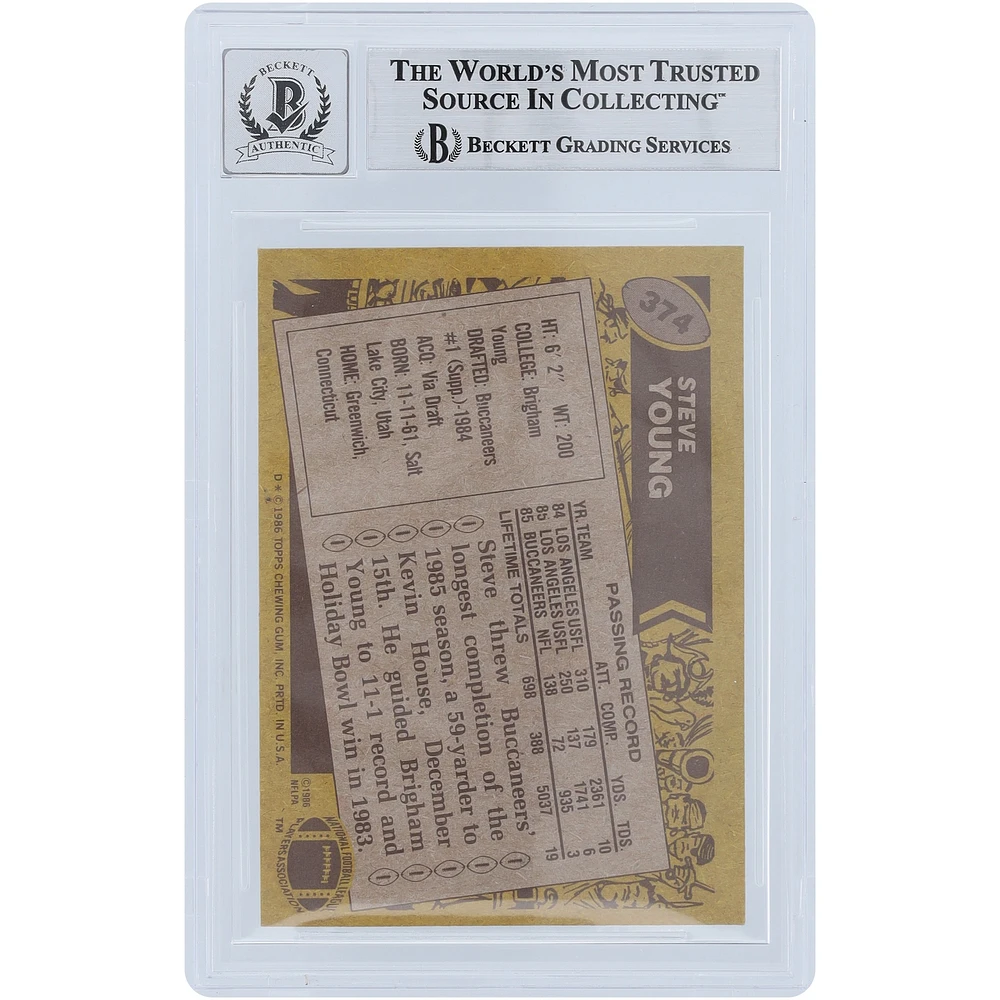 BECKETT
B
AUTHENTIC
THE WORLD'S MOST TRUSTED
SOURCE IN COLLECTING™
B BECKETT GRADING SERVICES
374
STEVE
YOUNG
HT: 6' 2" WT: 200
COLLEGE: Brigham
Young
DRAFTED: Buccaneers
#1 (Supp.)-1984
ACQ: Via Draft
BORN: 11-11-61, Salt
Lake City, Utah
HOME: Greenwich,
Connecticut
PASSING RECORD
YR. TEAM ATT. COMP. YDS. TDS.
84 LOS ANGELES USFL 310 179 2361 10
85 LOS ANGELES USFL 250 137 1741 6
85 BUCCANEERS NFL 138 72 935 3
LIFETIME TOTALS 698 388 5037 19
Steve threw Buccaneers'
longest completion of the
1985 season, a 59-yarder to
Kevin House, December
15th. He guided Brigham
Young to 11-1 record and
Holiday Bowl win in 1983.
D * © 1986 TOPPS CHEWING GUM, INC. PRTD. IN U.S.A.
©1986
NFLPA
TM
NATIONAL FOOTBALL LEAGUE
PLAYERS ASSOCIATION